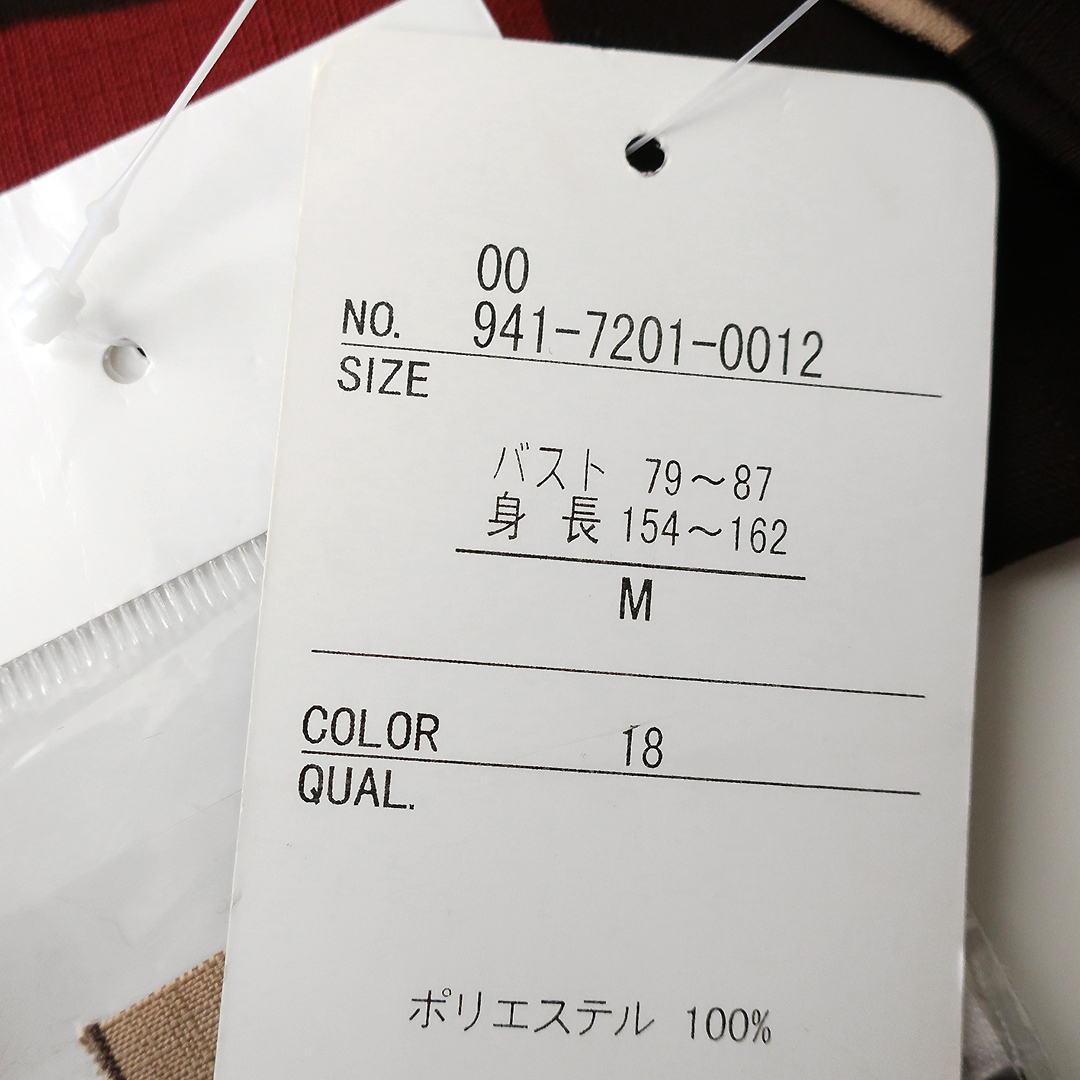 00
NO. 941-7201-0012
SIZE
バスト 79～87
身 長 154～162
M
COLOR 18
QUAL.
ポリエステル 100%